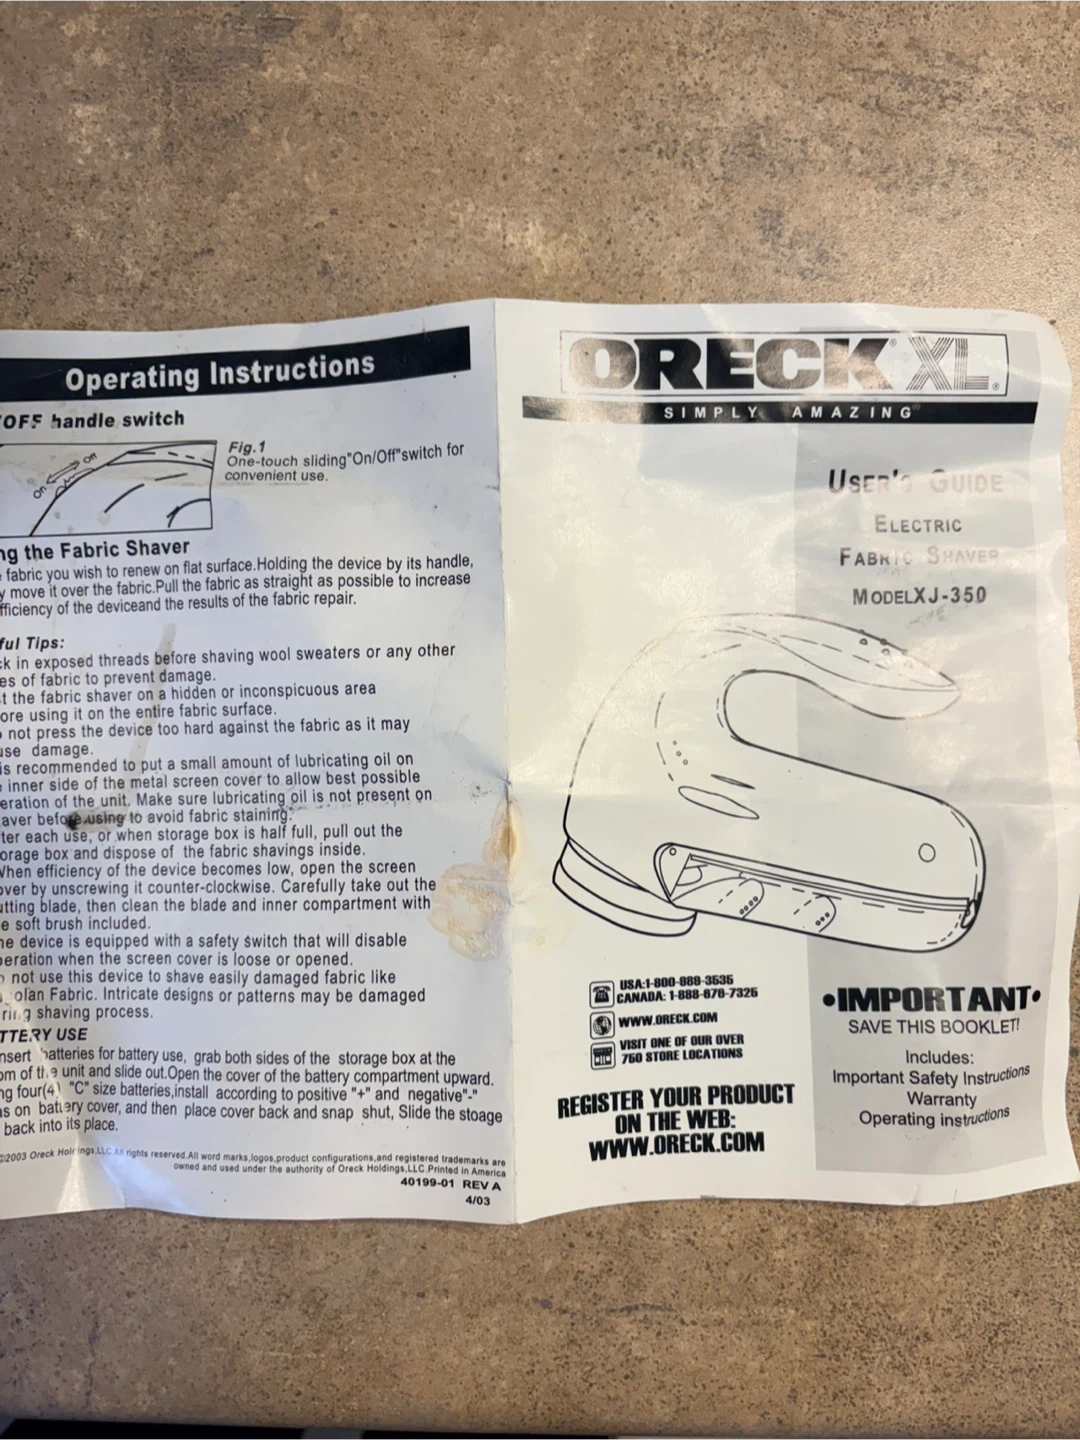 Operating Instructions
OFF handle switch
On Off
Fig.1
One-touch sliding"On/Off"switch for
convenient use.
ng the Fabric Shaver
fabric you wish to renew on flat surface.Holding the device by its handle,
y move it over the fabric.Pull the fabric as straight as possible to increase
fficiency of the deviceand the results of the fabric repair.
ful Tips:
ck in exposed threads before shaving wool sweaters or any other
es of fabric to prevent damage.
t the fabric shaver on a hidden or inconspicuous area
ore using it on the entire fabric surface.
not press the device too hard against the fabric as it may
use damage.
is recommended to put a small amount of lubricating oil on
inner side of the metal screen cover to allow best possible
eration of the unit. Make sure lubricating oil is not present on
aver before using to avoid fabric staining.
ter each use, or when storage box is half full, pull out the
orage box and dispose of the fabric shavings inside.
When efficiency of the device becomes low, open the screen
over by unscrewing it counter-clockwise. Carefully take out the
utting blade, then clean the blade and inner compartment with
e soft brush included.
he device is equipped with a safety switch that will disable
peration when the screen cover is loose or opened.
o not use this device to shave easily damaged fabric like
olan Fabric. Intricate designs or patterns may be damaged
ring shaving process.
TTERY USE
nsert batteries for battery use, grab both sides of the storage box at the
om of the unit and slide out.Open the cover of the battery compartment upward.
ng four(4) "C" size batteries,install according to positive "+" and negative"-"
ns on battery cover, and then place cover back and snap shut, Slide the stoage
back into its place.
©2003 Oreck Holdings,LLC All rights reserved.All word marks,logos,product configurations,and registered trademarks are
owned and used under the authority of Oreck Holdings,LLC.Printed in America
40199-01 REV A
4/03
ORECK® XL®
SIMPLY AMAZING®
USER'S GUIDE
ELECTRIC
FABRIC SHAVER
MODELXJ-350
USA:1-800-989-3535
CANADA: 1-888-676-7325
WWW.ORECK.COM
VISIT ONE OF OUR OVER
750 STORE LOCATIONS
REGISTER YOUR PRODUCT
ON THE WEB:
WWW.ORECK.COM
•IMPORTANT•
SAVE THIS BOOKLET!
Includes:
Important Safety Instructions
Warranty
Operating instructions